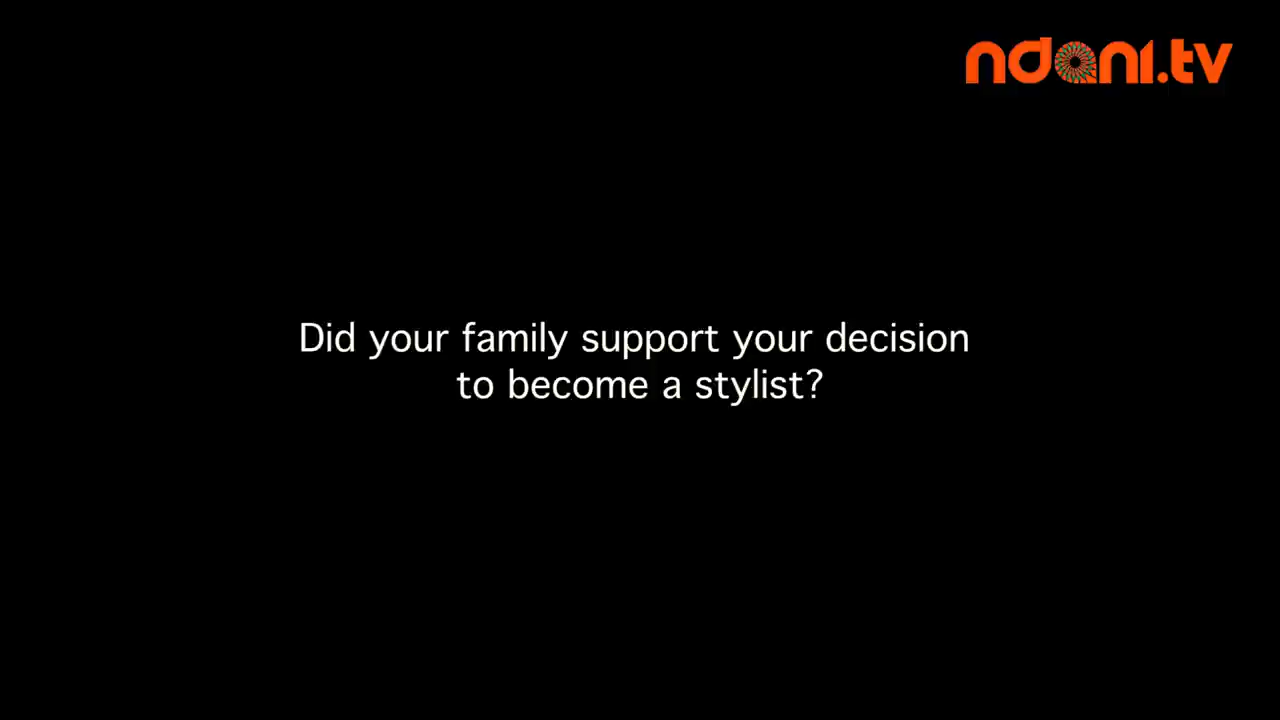 ndani.tv
Did your family support your decision
to become a stylist?